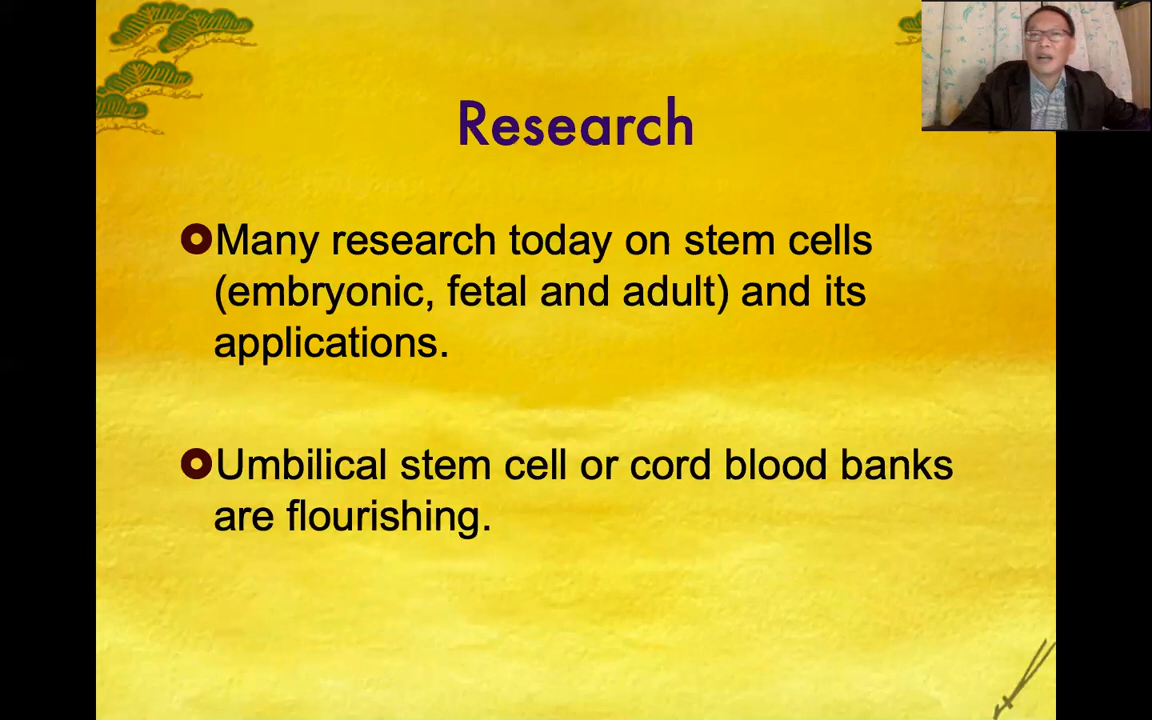 Research
Many research today on stem cells
(embryonic, fetal and adult) and its
applications.
Umbilical stem cell or cord blood banks
are flourishing.